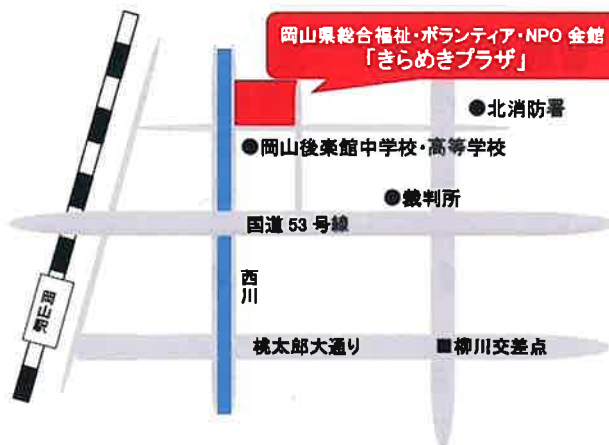 岡山県総合福祉・ボランティア・NPO 会館
「きらめきプラザ」
●北消防署
●岡山後楽館中学校・高等学校
●裁判所
国道 53 号線
西川
岡山駅
桃太郎大通り
■柳川交差点